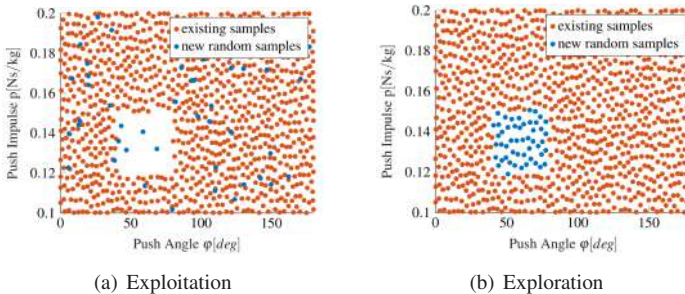 0.2
0.18
0.16
0.14
0.12
0.1
Push Impulse p[Ns/kg]
existing samples
new random samples
0
50
100
150
Push Angle φ[deg]
(a) Exploitation
0.2
0.18
0.16
0.14
0.12
0.1
Push Impulse p[Ns/kg]
existing samples
new random samples
0
50
100
150
Push Angle φ[deg]
(b) Exploration